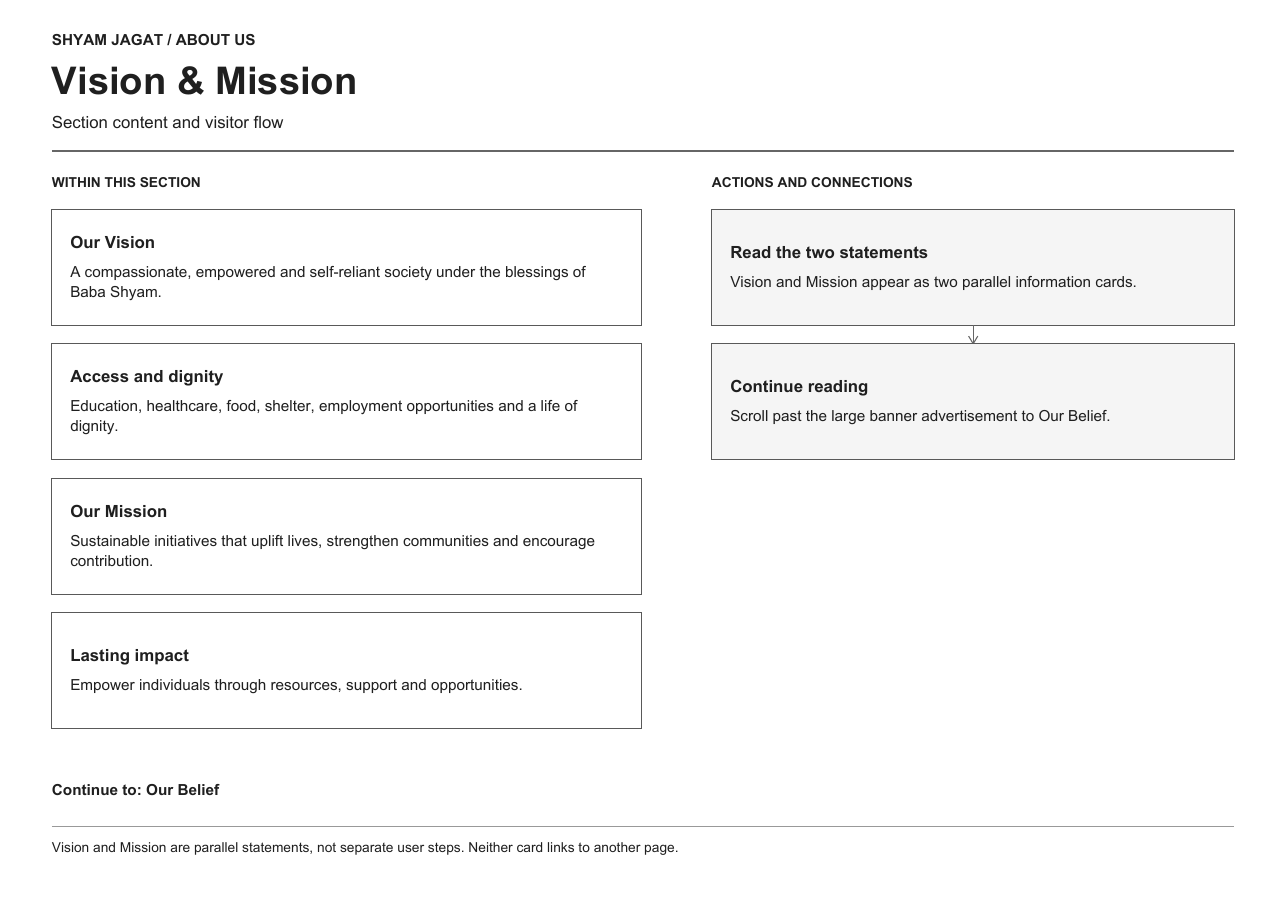 SHYAM JAGAT / ABOUT US
Vision & Mission
Section content and visitor flow
WITHIN THIS SECTION
Our Vision
A compassionate, empowered and self-reliant society under the blessings of
Baba Shyam.
Access and dignity
Education, healthcare, food, shelter, employment opportunities and a life of
dignity.
Our Mission
Sustainable initiatives that uplift lives, strengthen communities and encourage
contribution.
Lasting impact
Empower individuals through resources, support and opportunities.
ACTIONS AND CONNECTIONS
Read the two statements
Vision and Mission appear as two parallel information cards.
Continue reading
Scroll past the large banner advertisement to Our Belief.
Continue to: Our Belief
Vision and Mission are parallel statements, not separate user steps. Neither card links to another page.